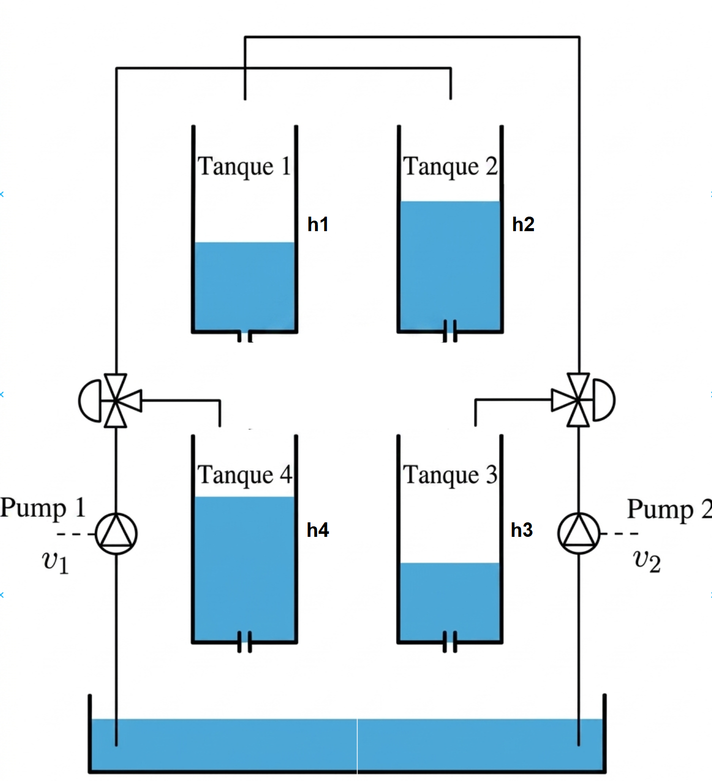 Tanque 1
Tanque 2
h1
h2
Tanque 4
Tanque 3
Pump 1
Pump 2
h4
h3
v1
v2